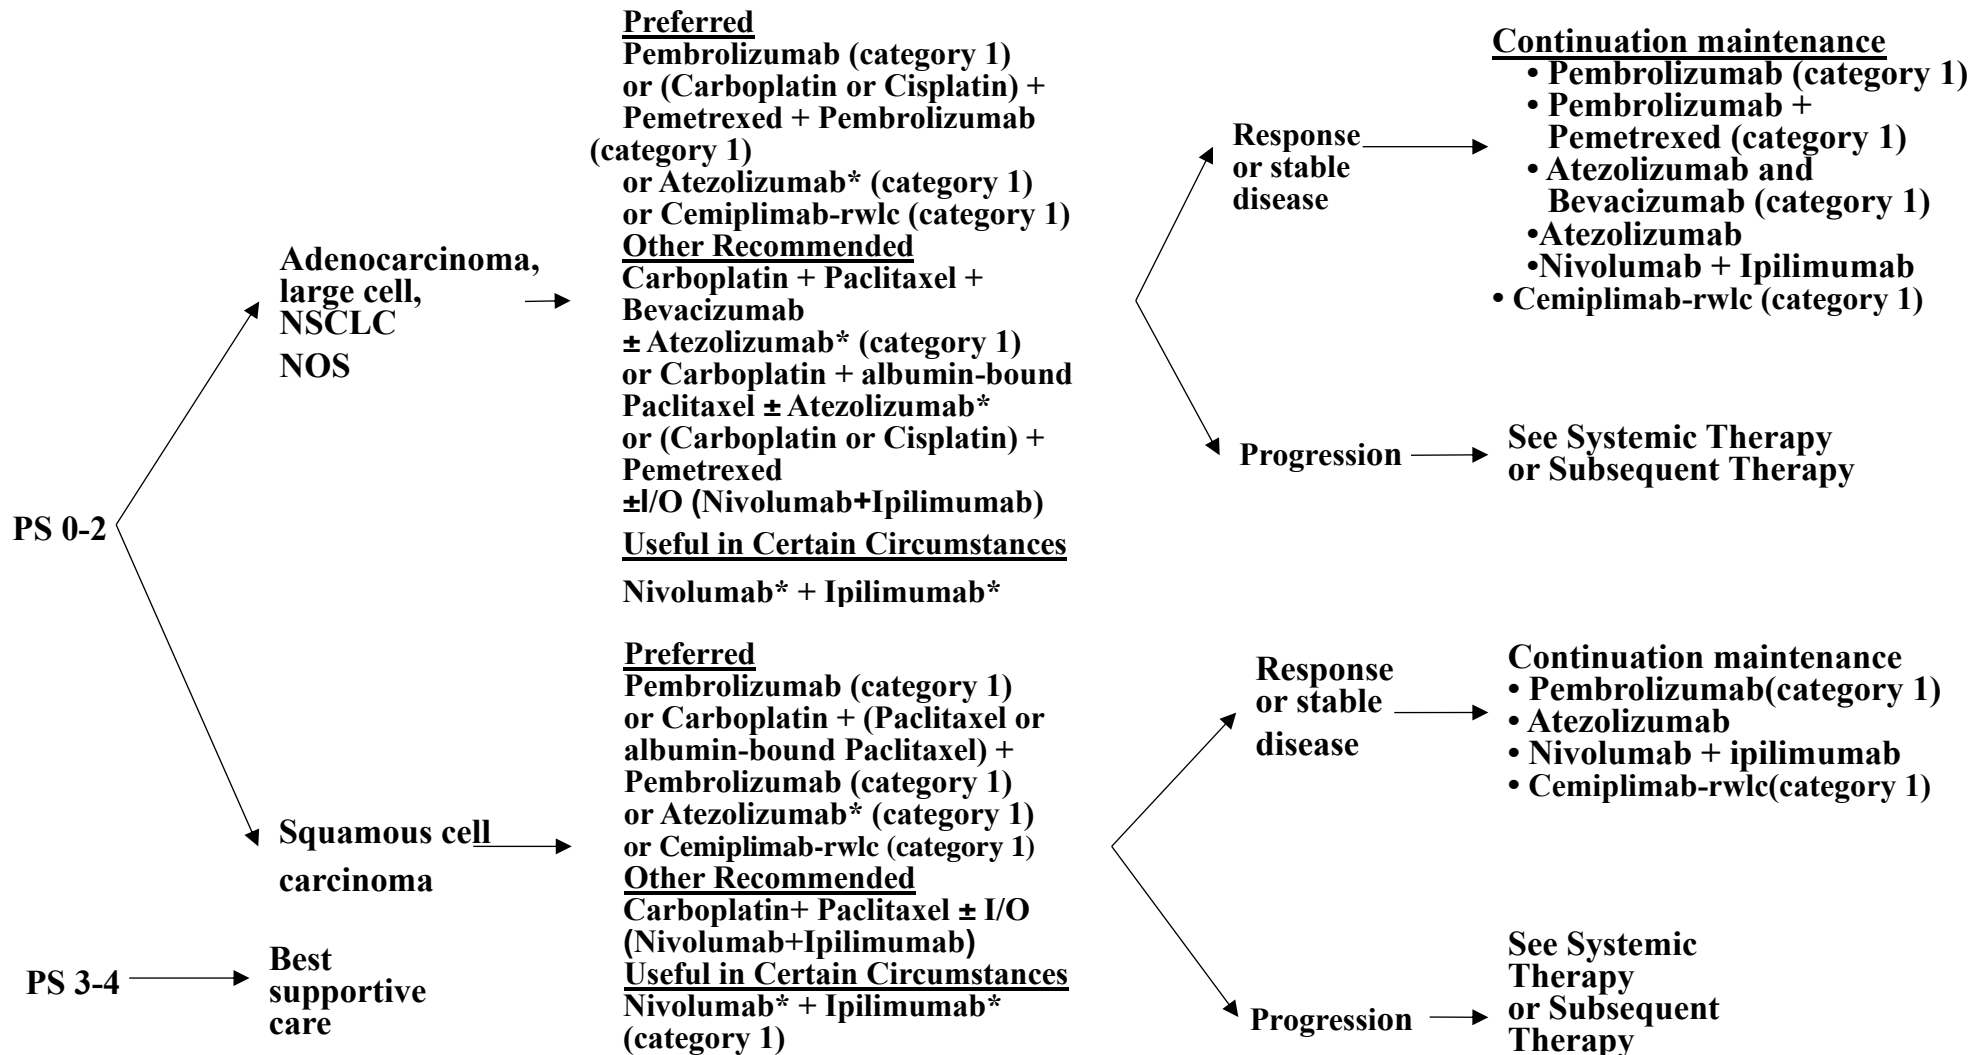 PS 0-2
Adenocarcinoma,
large cell,
NSCLC
NOS
Preferred
Pembrolizumab (category 1)
or (Carboplatin or Cisplatin) +
Pemetrexed + Pembrolizumab
(category 1)
or Atezolizumab* (category 1)
or Cemiplimab-rwlc (category 1)
Other Recommended
Carboplatin + Paclitaxel +
Bevacizumab
± Atezolizumab* (category 1)
or Carboplatin + albumin-bound
Paclitaxel ± Atezolizumab*
or (Carboplatin or Cisplatin) +
Pemetrexed
±I/O (Nivolumab+Ipilimumab)
Useful in Certain Circumstances
Nivolumab* + Ipilimumab*
Response
or stable
disease
Continuation maintenance
• Pembrolizumab (category 1)
• Pembrolizumab +
Pemetrexed (category 1)
• Atezolizumab and
Bevacizumab (category 1)
•Atezolizumab
•Nivolumab + Ipilimumab
• Cemiplimab-rwlc (category 1)
Progression
See Systemic Therapy
or Subsequent Therapy
Squamous cell
carcinoma
Preferred
Pembrolizumab (category 1)
or Carboplatin + (Paclitaxel or
albumin-bound Paclitaxel) +
Pembrolizumab (category 1)
or Atezolizumab* (category 1)
or Cemiplimab-rwlc (category 1)
Other Recommended
Carboplatin+ Paclitaxel ± I/O
(Nivolumab+Ipilimumab)
Useful in Certain Circumstances
Nivolumab* + Ipilimumab*
(category 1)
Response
or stable
disease
Continuation maintenance
• Pembrolizumab(category 1)
• Atezolizumab
• Nivolumab + ipilimumab
• Cemiplimab-rwlc(category 1)
Progression
See Systemic
Therapy
or Subsequent
Therapy
PS 3-4
Best
supportive
care